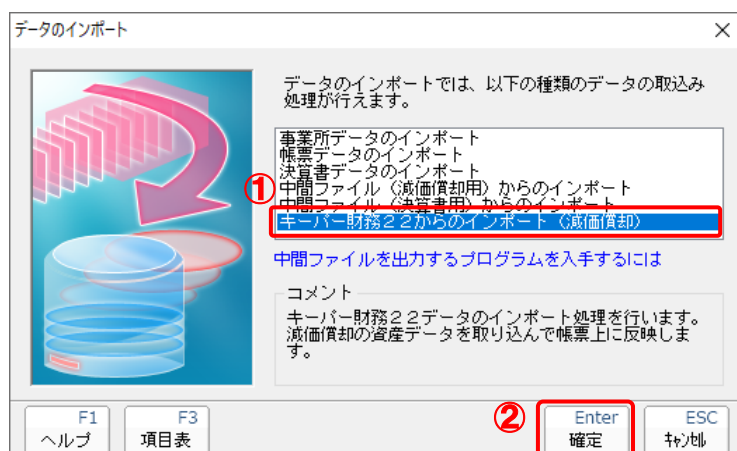 データのインポート
データのインポートでは、以下の種類のデータの取込み
処理が行えます。
事業所データのインポート
帳票データのインポート
決算書データのインポート
① 中間ファイル（減価償却用）からのインポート
中間ファイル（決算書用）からのインポート
キーパー財務２２からのインポート（減価償却）
中間ファイルを出力するプログラムを入手するには
コメント
キーパー財務２２データのインポート処理を行います。
減価償却の資産データを取り込んで帳票上に反映しま
す。
②
F1 ヘルプ
F3 項目表
Enter 確定
ESC ｷｬﾝｾﾙ